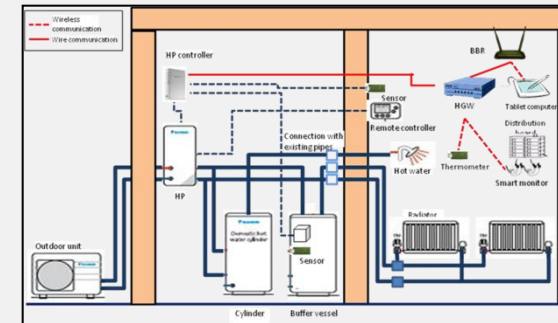 Wireless
communication
Wire communication
HP controller
BBR
Sensor
HGW
Tablet computer
Remote controller
Distribution
Connection with
existing pipes
Hot water
Thermometer
Smart monitor
HP
Radiator
Outdoor unit
Domestic hot
water cylinder
Sensor
Cylinder
Buffer vessel